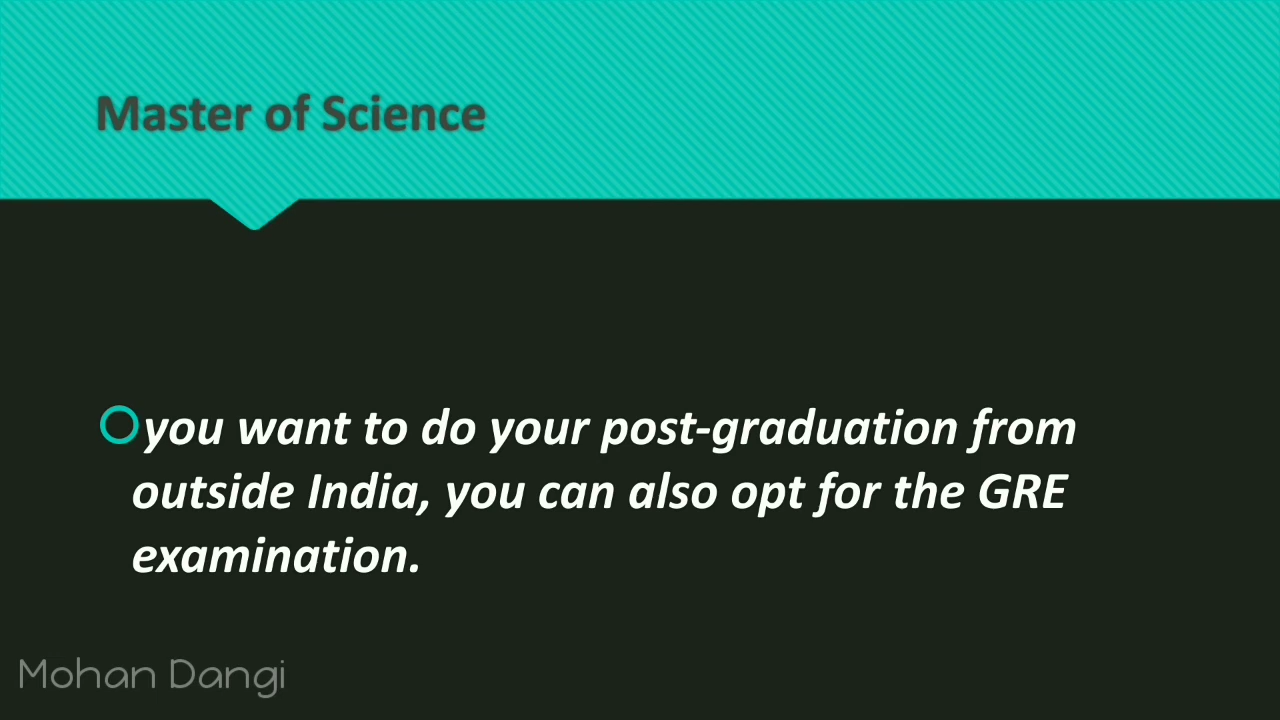 Master of Science
you want to do your post-graduation from
outside India, you can also opt for the GRE
examination.
Mohan Dangi